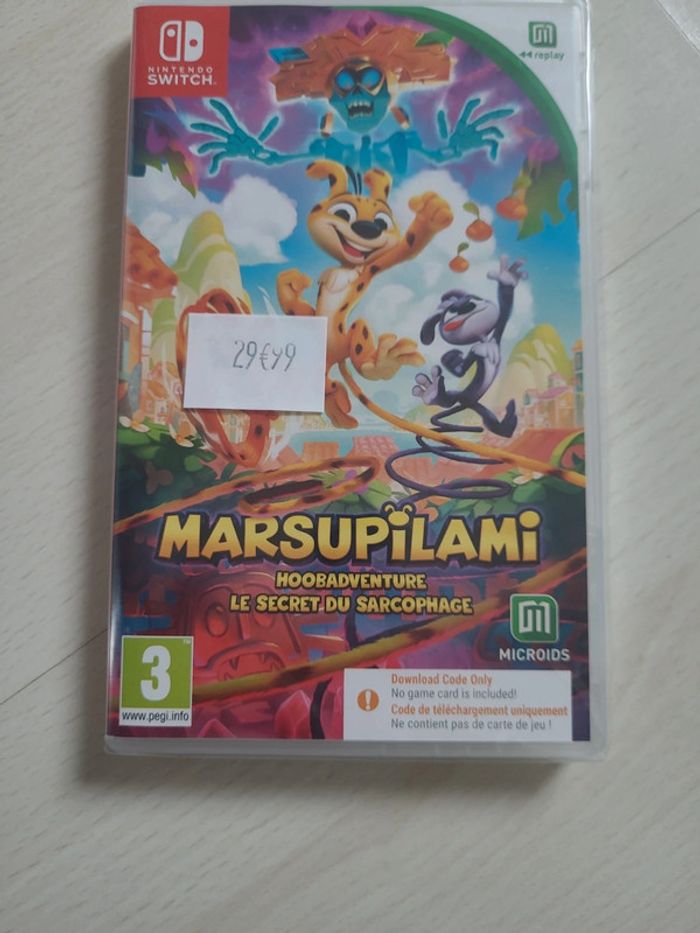 NINTENDO
SWITCH™
replay
29€99
MARSUPiLAMi
HOOBADVENTURE
LE SECRET DU SARCOPHAGE
MICROIDS
3
www.pegi.info
Download Code Only
No game card is included!
Code de téléchargement uniquement
Ne contient pas de carte de jeu !